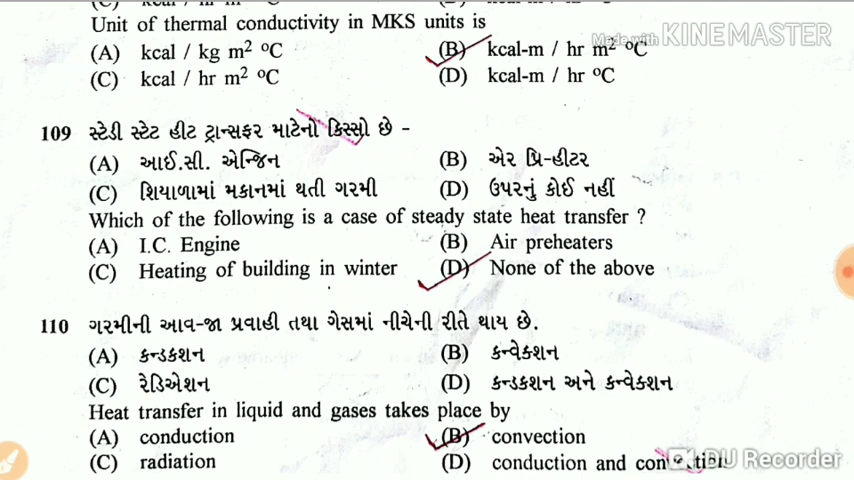 Unit of thermal conductivity in MKS units is
(A) kcal / kg m² °C (B) kcal-m / hr m² °C
(C) kcal / hr m² °C (D) kcal-m / hr °C
Made with KINEMASTER
109 સ્ટેડી સ્ટેટ હીટ ટ્રાન્સફર માટેનો કિસ્સો છે –
(A) આઈ.સી. એન્જિન (B) એર પ્રિ-હીટર
(C) શિયાળામાં મકાનમાં થતી ગરમી (D) ઉપરનું કોઈ નહીં
Which of the following is a case of steady state heat transfer ?
(A) I.C. Engine (B) Air preheaters
(C) Heating of building in winter (D) None of the above
110 ગરમીની આવ-જા પ્રવાહી તથા ગેસમાં નીચેની રીતે થાય છે.
(A) કન્ડકશન (B) કન્વેક્શન
(C) રેડિએશન (D) કન્ડકશન અને કન્વેક્શન
Heat transfer in liquid and gases takes place by
(A) conduction (B) convection
(C) radiation (D) conduction and convection
DU Recorder